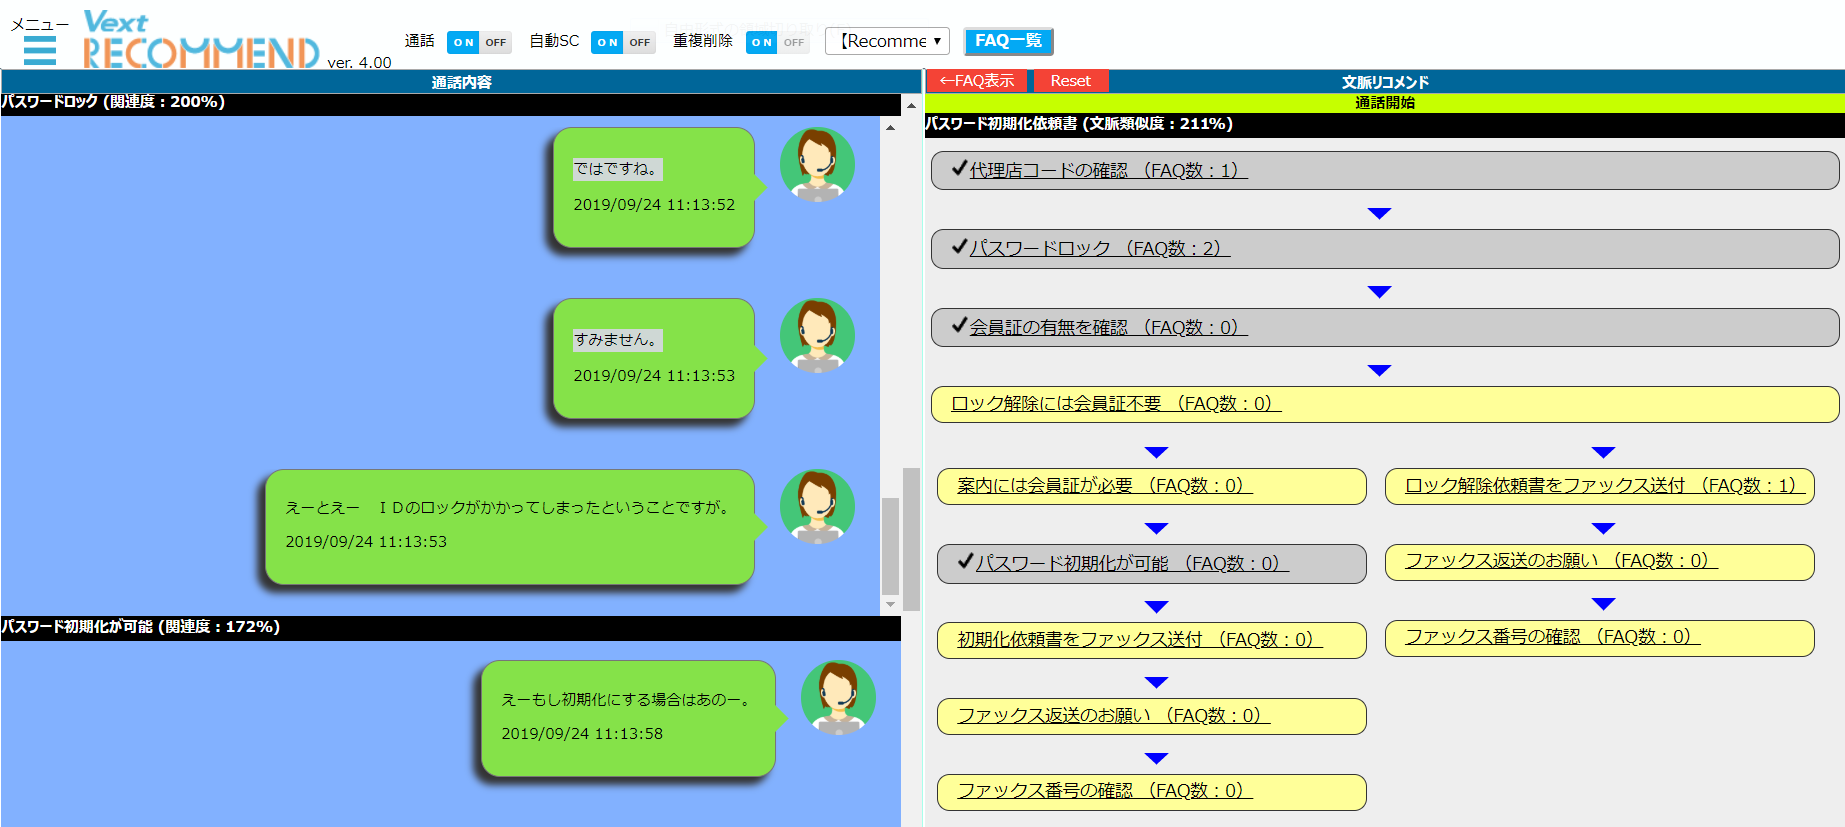 メニュー
Vext
RECOMMEND
ver. 4.00
通話 ON OFF 自動SC ON OFF 重複削除 ON OFF 【Recomme ▼ FAQ一覧
通話内容
パスワードロック (関連度：200%)
ではですね。
2019/09/24 11:13:52
すみません。
2019/09/24 11:13:53
えーとえー　ＩＤのロックがかかってしまったということですが。
2019/09/24 11:13:53
パスワード初期化が可能 (関連度：172%)
えーもし初期化にする場合はあのー。
2019/09/24 11:13:58
←FAQ表示 Reset 文脈リコメンド
通話開始
パスワード初期化依頼書 (文脈類似度：211%)
✔代理店コードの確認 （FAQ数：1）
✔パスワードロック （FAQ数：2）
✔会員証の有無を確認 （FAQ数：0）
ロック解除には会員証不要 （FAQ数：0）
案内には会員証が必要 （FAQ数：0）
✔パスワード初期化が可能 （FAQ数：0）
初期化依頼書をファックス送付 （FAQ数：0）
ファックス返送のお願い （FAQ数：0）
ファックス番号の確認 （FAQ数：0）
ロック解除依頼書をファックス送付 （FAQ数：1）
ファックス返送のお願い （FAQ数：0）
ファックス番号の確認 （FAQ数：0）